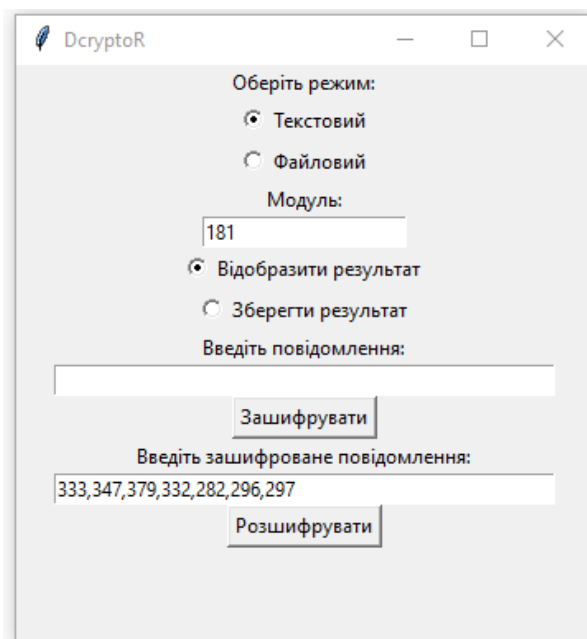 DcryptoR
Оберіть режим:
Текстовий
Файловий
Модуль:
181
Відобразити результат
Зберегти результат
Введіть повідомлення:
Зашифрувати
Введіть зашифроване повідомлення:
333,347,379,332,282,296,297
Розшифрувати